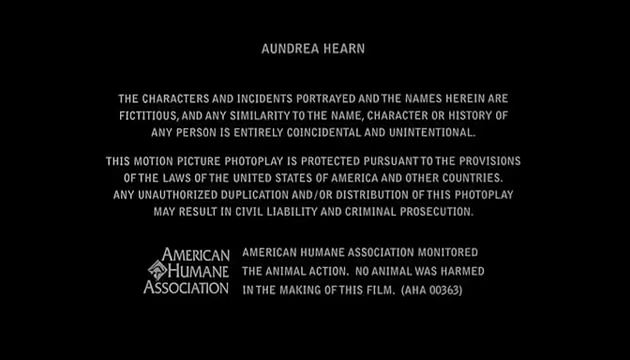 AUNDREA HEARN
THE CHARACTERS AND INCIDENTS PORTRAYED AND THE NAMES HEREIN ARE
FICTITIOUS, AND ANY SIMILARITY TO THE NAME, CHARACTER OR HISTORY OF
ANY PERSON IS ENTIRELY COINCIDENTAL AND UNINTENTIONAL.
THIS MOTION PICTURE PHOTOPLAY IS PROTECTED PURSUANT TO THE PROVISIONS
OF THE LAWS OF THE UNITED STATES OF AMERICA AND OTHER COUNTRIES.
ANY UNAUTHORIZED DUPLICATION AND/OR DISTRIBUTION OF THIS PHOTOPLAY
MAY RESULT IN CIVIL LIABILITY AND CRIMINAL PROSECUTION.
AMERICAN
HUMANE
ASSOCIATION
AMERICAN HUMANE ASSOCIATION MONITORED
THE ANIMAL ACTION. NO ANIMAL WAS HARMED
IN THE MAKING OF THIS FILM. (AHA 00363)